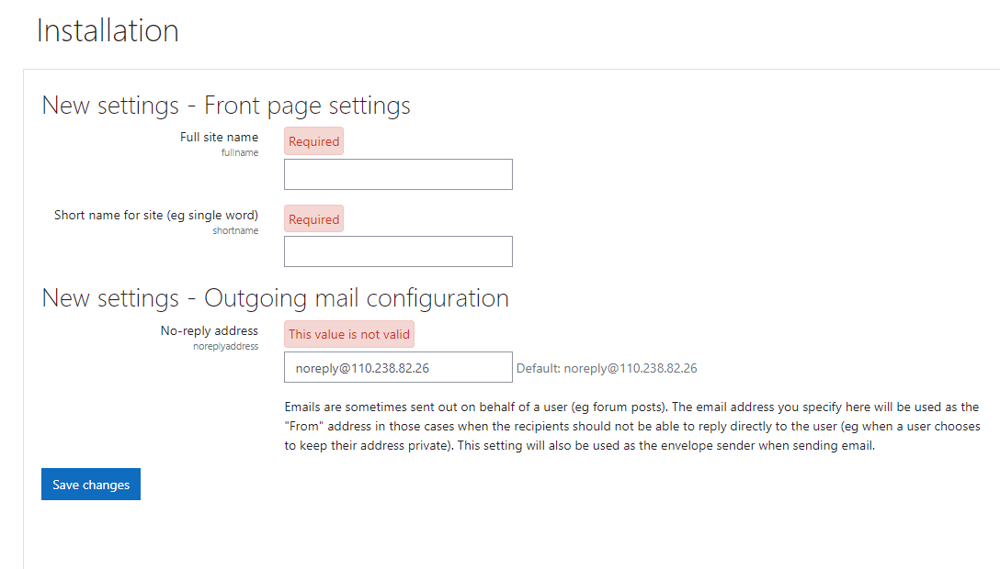 Installation
New settings - Front page settings
Full site name
fullname
Required
Short name for site (eg single word)
shortname
Required
New settings - Outgoing mail configuration
No-reply address
noreplyaddress
This value is not valid
noreply@110.238.82.26
Default: noreply@110.238.82.26
Emails are sometimes sent out on behalf of a user (eg forum posts). The email address you specify here will be used as the
"From" address in those cases when the recipients should not be able to reply directly to the user (eg when a user chooses
to keep their address private). This setting will also be used as the envelope sender when sending email.
Save changes